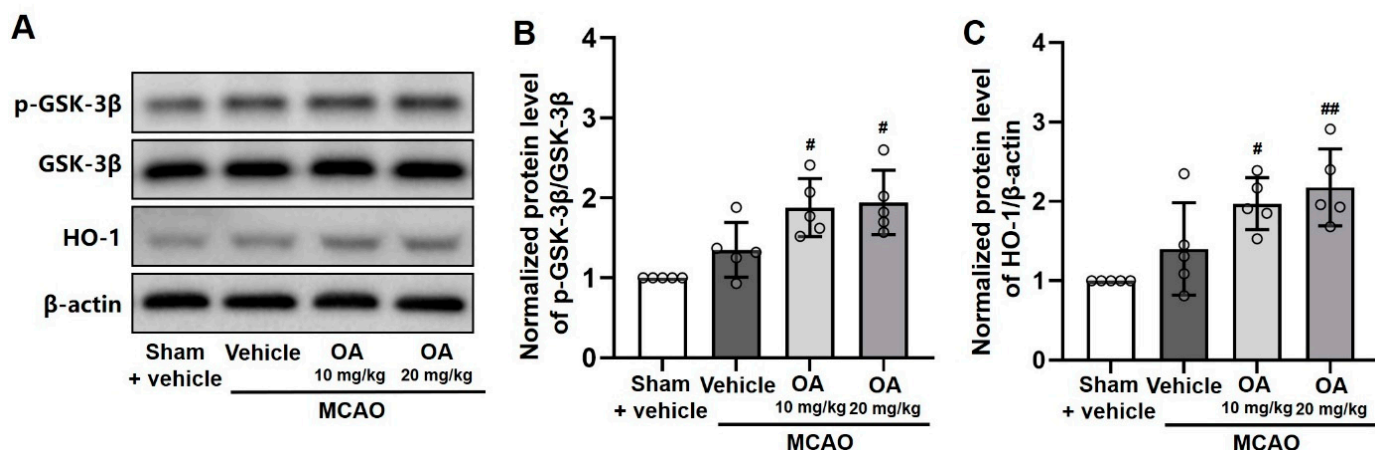 A
p-GSK-3β
GSK-3β
HO-1
β-actin
Sham
+ vehicle
Vehicle
OA
10 mg/kg
OA
20 mg/kg
MCAO
B
Normalized protein level
of p-GSK-3β/GSK-3β
4
3
2
1
0
#
#
Sham
+ vehicle
Vehicle
OA
10 mg/kg
OA
20 mg/kg
MCAO
C
Normalized protein level
of HO-1/β-actin
4
3
2
1
0
#
##
Sham
+ vehicle
Vehicle
OA
10 mg/kg
OA
20 mg/kg
MCAO